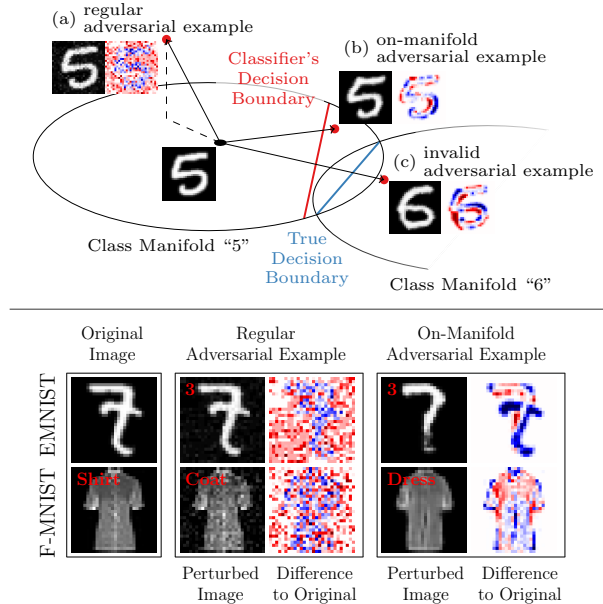 (a) regular
adversarial example
Classifier's
Decision
Boundary
(b) on-manifold
adversarial example
(c) invalid
adversarial example
Class Manifold “5”
True
Decision
Boundary
Class Manifold “6”
Original
Image
Regular
Adversarial Example
On-Manifold
Adversarial Example
EMNIST
3
3
F-MNIST
Shirt
Coat
Dress
Perturbed
Image
Difference
to Original
Perturbed
Image
Difference
to Original